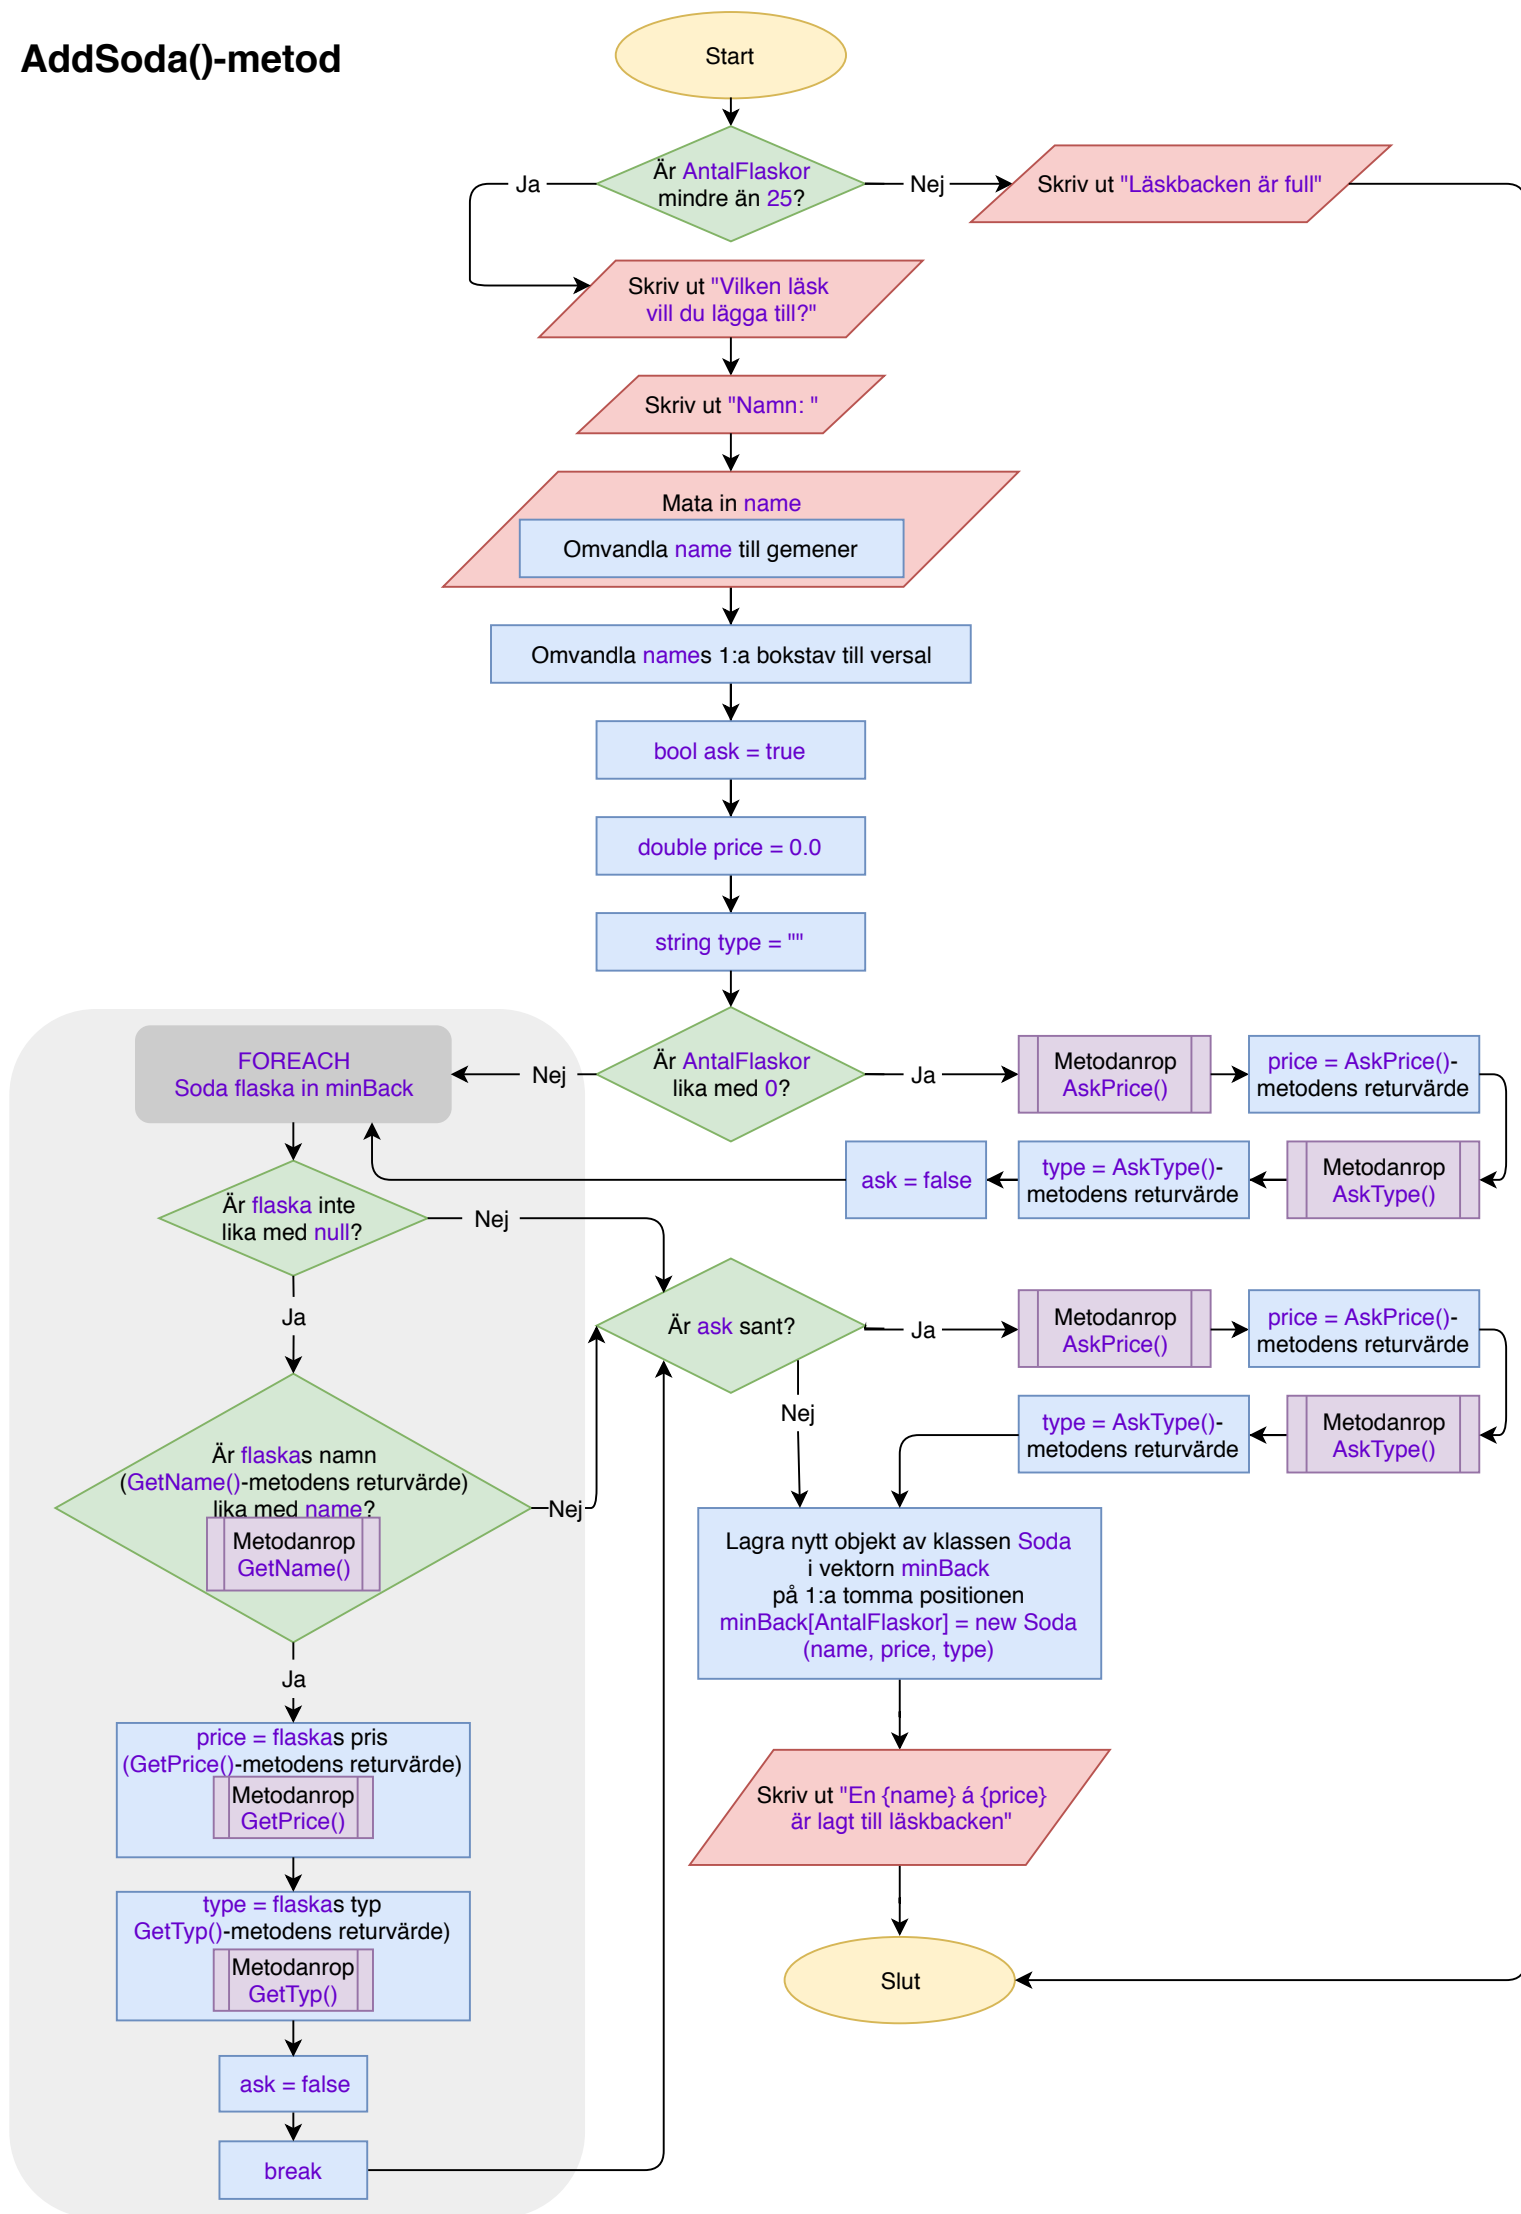 AddSoda()-metod
Start
Är AntalFlaskor
mindre än 25?
Ja
Nej
Skriv ut "Läskbacken är full"
Skriv ut "Vilken läsk
vill du lägga till?"
Skriv ut "Namn: "
Mata in name
Omvandla name till gemener
Omvandla names 1:a bokstav till versal
bool ask = true
double price = 0.0
string type = ""
Är AntalFlaskor
lika med 0?
Nej
Ja
Metodanrop
AskPrice()
price = AskPrice()-
metodens returvärde
Metodanrop
AskType()
type = AskType()-
metodens returvärde
ask = false
FOREACH
Soda flaska in minBack
Är flaska inte
lika med null?
Nej
Ja
Är flaskas namn
(GetName()-metodens returvärde)
lika med name?
Metodanrop
GetName()
Nej
Ja
price = flaskas pris
(GetPrice()-metodens returvärde)
Metodanrop
GetPrice()
type = flaskas typ
GetTyp()-metodens returvärde)
Metodanrop
GetTyp()
ask = false
break
Är ask sant?
Ja
Nej
Metodanrop
AskPrice()
price = AskPrice()-
metodens returvärde
Metodanrop
AskType()
type = AskType()-
metodens returvärde
Lagra nytt objekt av klassen Soda
i vektorn minBack
på 1:a tomma positionen
minBack[AntalFlaskor] = new Soda
(name, price, type)
Skriv ut "En {name} á {price}
är lagt till läskbacken"
Slut